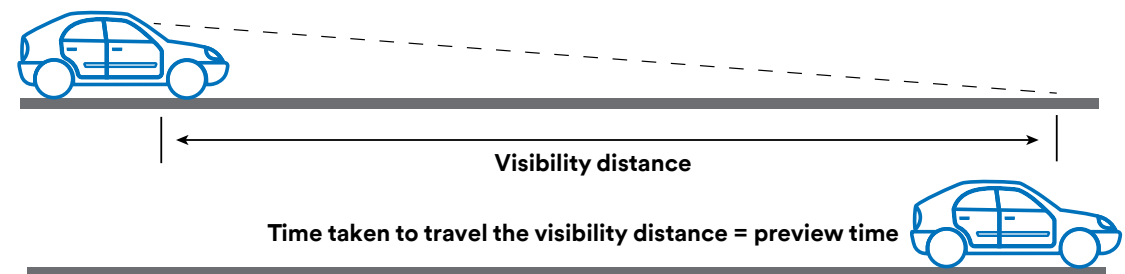 Visibility distance
Time taken to travel the visibility distance = preview time